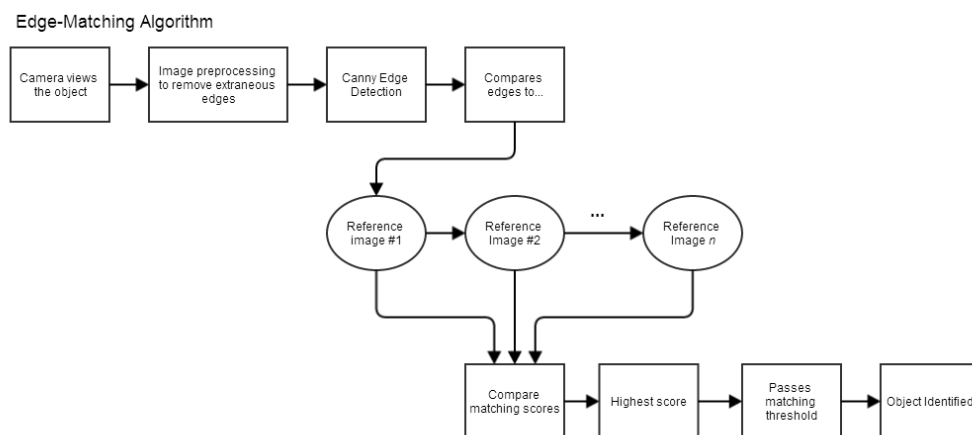 Edge-Matching Algorithm
Camera views
the object
Image preprocessing
to remove extraneous
edges
Canny Edge
Detection
Compares
edges to...
Reference
image #1
Reference
Image #2
...
Reference
Image n
Compare
matching scores
Highest score
Passes
matching
threshold
Object Identified